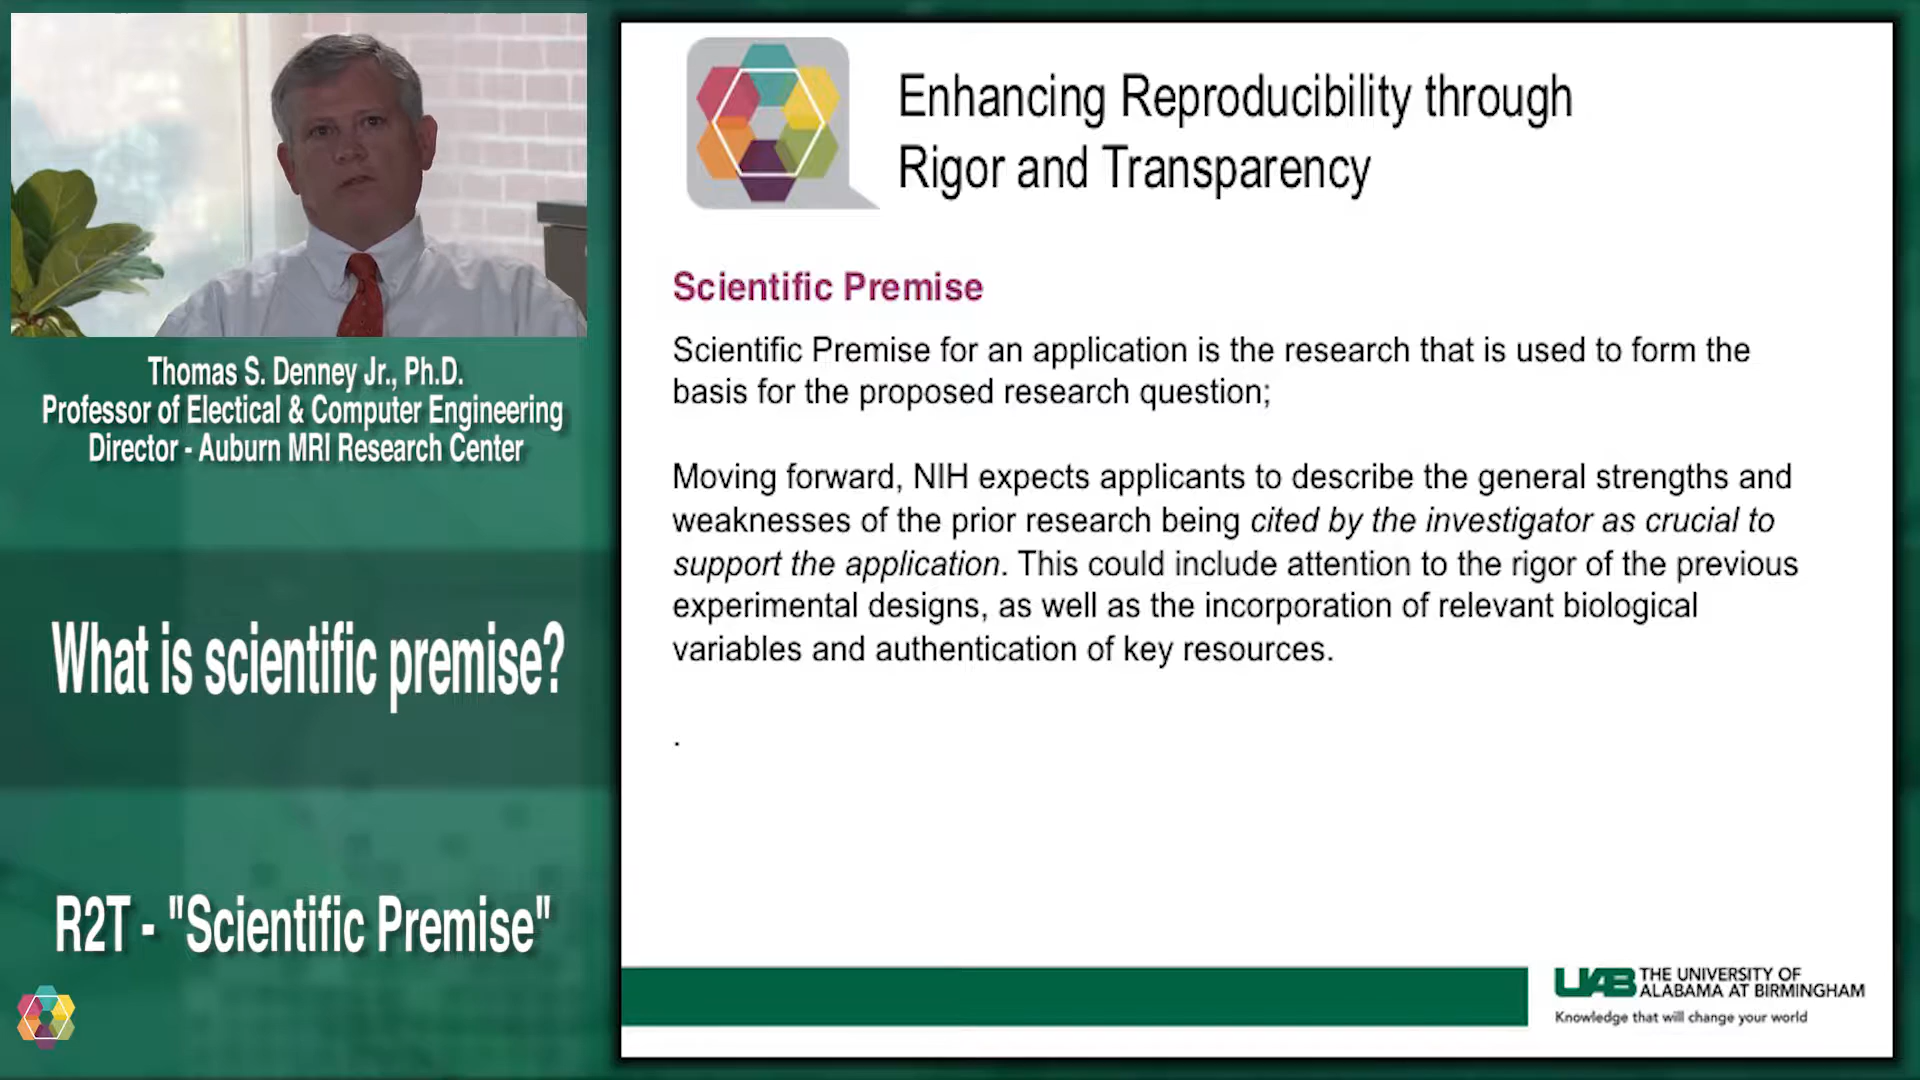 Thomas S. Denney Jr., Ph.D.
Professor of Electical & Computer Engineering
Director - Auburn MRI Research Center
What is scientific premise?
R2T - "Scientific Premise"
Enhancing Reproducibility through
Rigor and Transparency
Scientific Premise
Scientific Premise for an application is the research that is used to form the
basis for the proposed research question;
Moving forward, NIH expects applicants to describe the general strengths and
weaknesses of the prior research being cited by the investigator as crucial to
support the application. This could include attention to the rigor of the previous
experimental designs, as well as the incorporation of relevant biological
variables and authentication of key resources.
.
UAB THE UNIVERSITY OF
ALABAMA AT BIRMINGHAM
Knowledge that will change your world